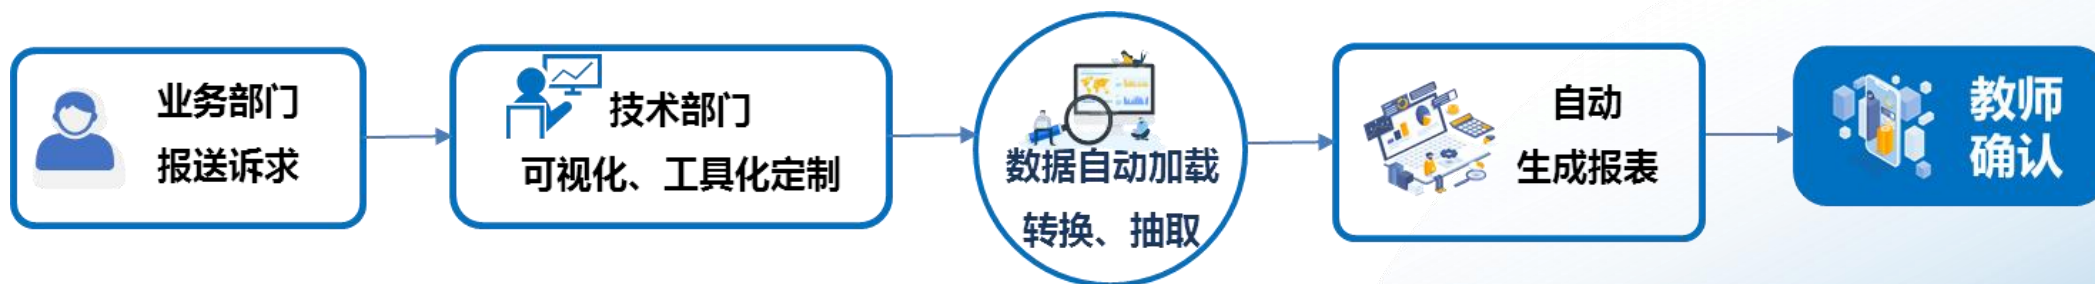 业务部门
报送诉求
技术部门
可视化、工具化定制
数据自动加载
转换、抽取
自动
生成报表
教师
确认